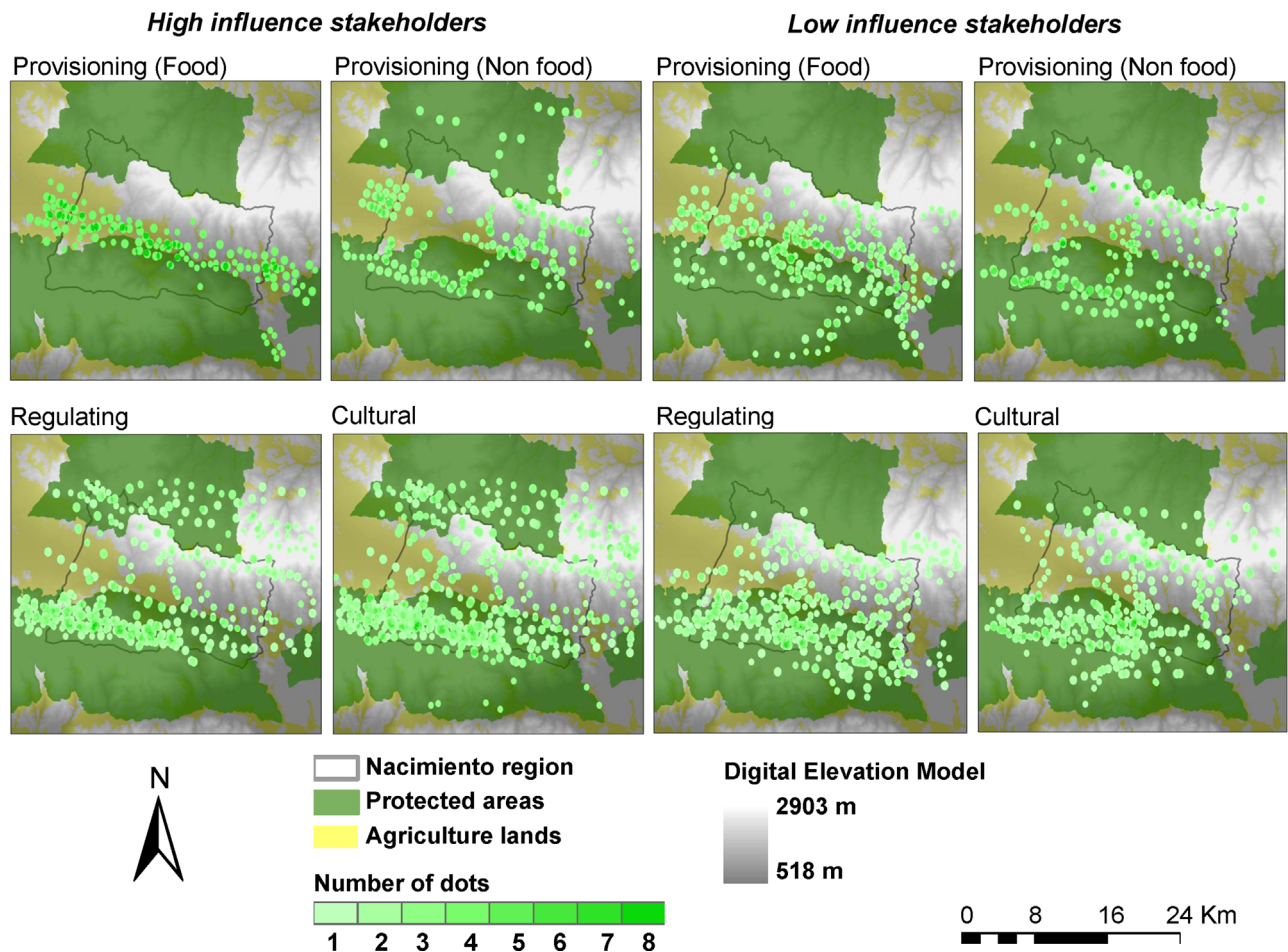 High influence stakeholders
Low influence stakeholders
Provisioning (Food)
Provisioning (Non food)
Provisioning (Food)
Provisioning (Non food)
Regulating
Cultural
Regulating
Cultural
N
Nacimiento region
Protected areas
Agriculture lands
Number of dots
1 2 3 4 5 6 7 8
Digital Elevation Model
2903 m
518 m
0 8 16 24 Km